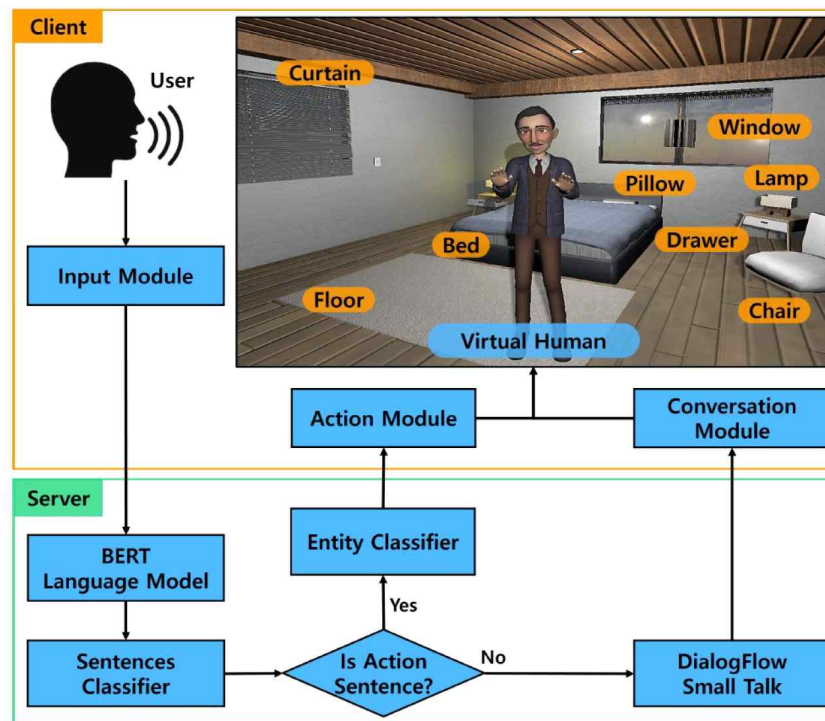 Client
User
Curtain
Window
Pillow
Lamp
Bed
Drawer
Input Module
Floor
Chair
Virtual Human
Action Module
Conversation
Module
Server
BERT
Language Model
Entity Classifier
Yes
Sentences
Classifier
Is Action
Sentence?
No
DialogFlow
Small Talk